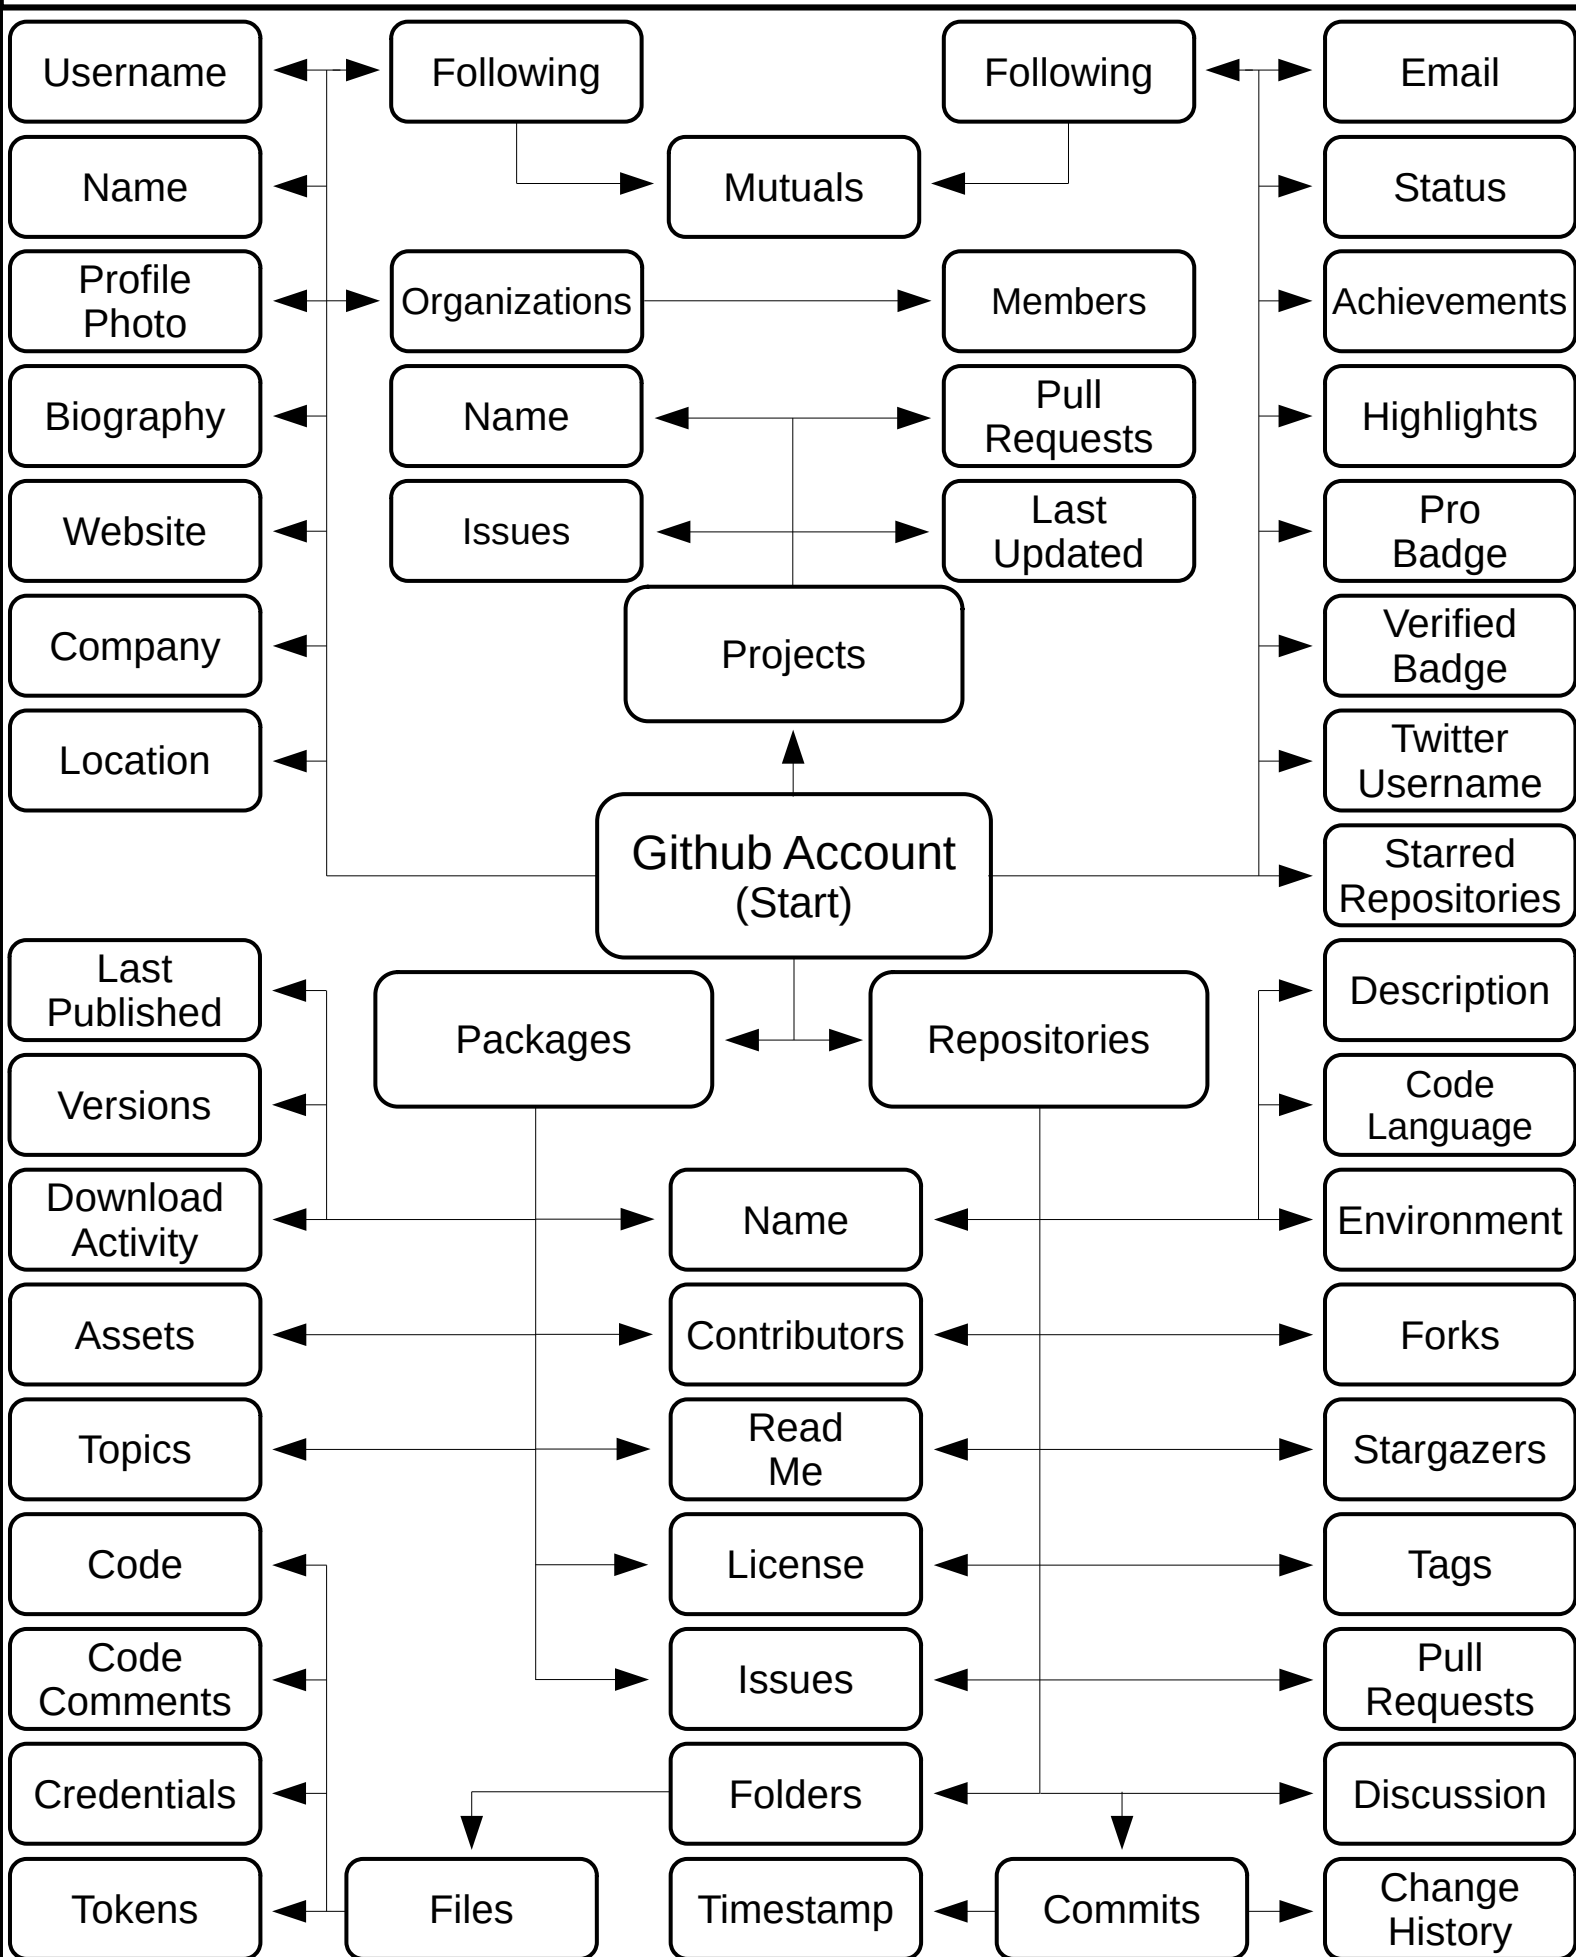 Username
Following
Following
Email
Name
Mutuals
Status
Profile
Photo
Organizations
Members
Achievements
Biography
Name
Pull
Requests
Highlights
Website
Issues
Last
Updated
Pro
Badge
Company
Projects
Verified
Badge
Location
Twitter
Username
Github Account
(Start)
Starred
Repositories
Last
Published
Packages
Repositories
Description
Versions
Code
Language
Download
Activity
Name
Environment
Assets
Contributors
Forks
Topics
Read
Me
Stargazers
Code
License
Tags
Code
Comments
Issues
Pull
Requests
Credentials
Folders
Discussion
Tokens
Files
Timestamp
Commits
Change
History